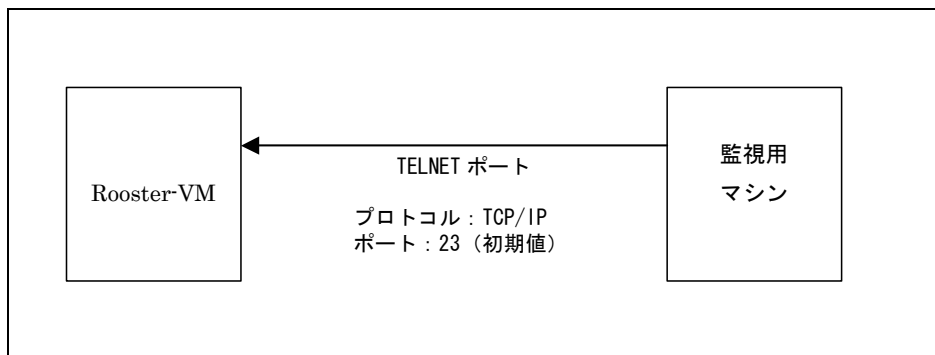 Rooster-VM
TELNET ポート
プロトコル：TCP/IP
ポート：23（初期値）
監視用
マシン